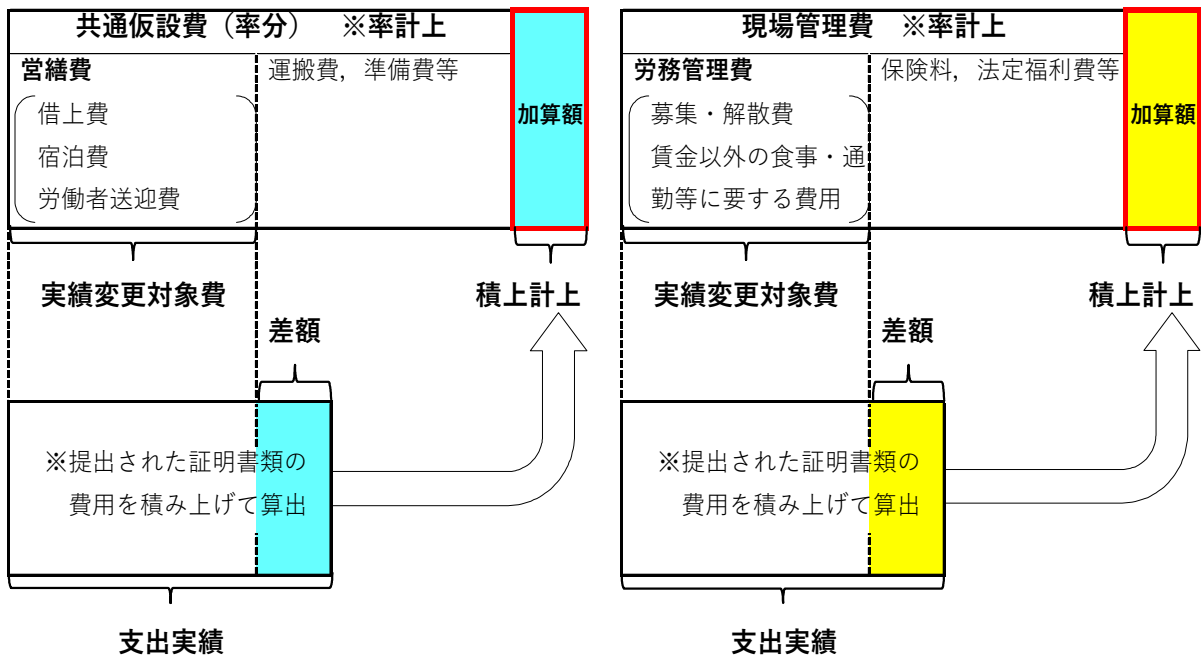 共通仮設費（率分）　※率計上
営繕費
運搬費，準備費等
借上費
宿泊費
労働者送迎費
加算額
実績変更対象費
積上計上
差額
※提出された証明書類の
費用を積み上げて算出
支出実績
現場管理費　※率計上
労務管理費
保険料，法定福利費等
募集・解散費
賃金以外の食事・通
勤等に要する費用
加算額
実績変更対象費
積上計上
差額
※提出された証明書類の
費用を積み上げて算出
支出実績